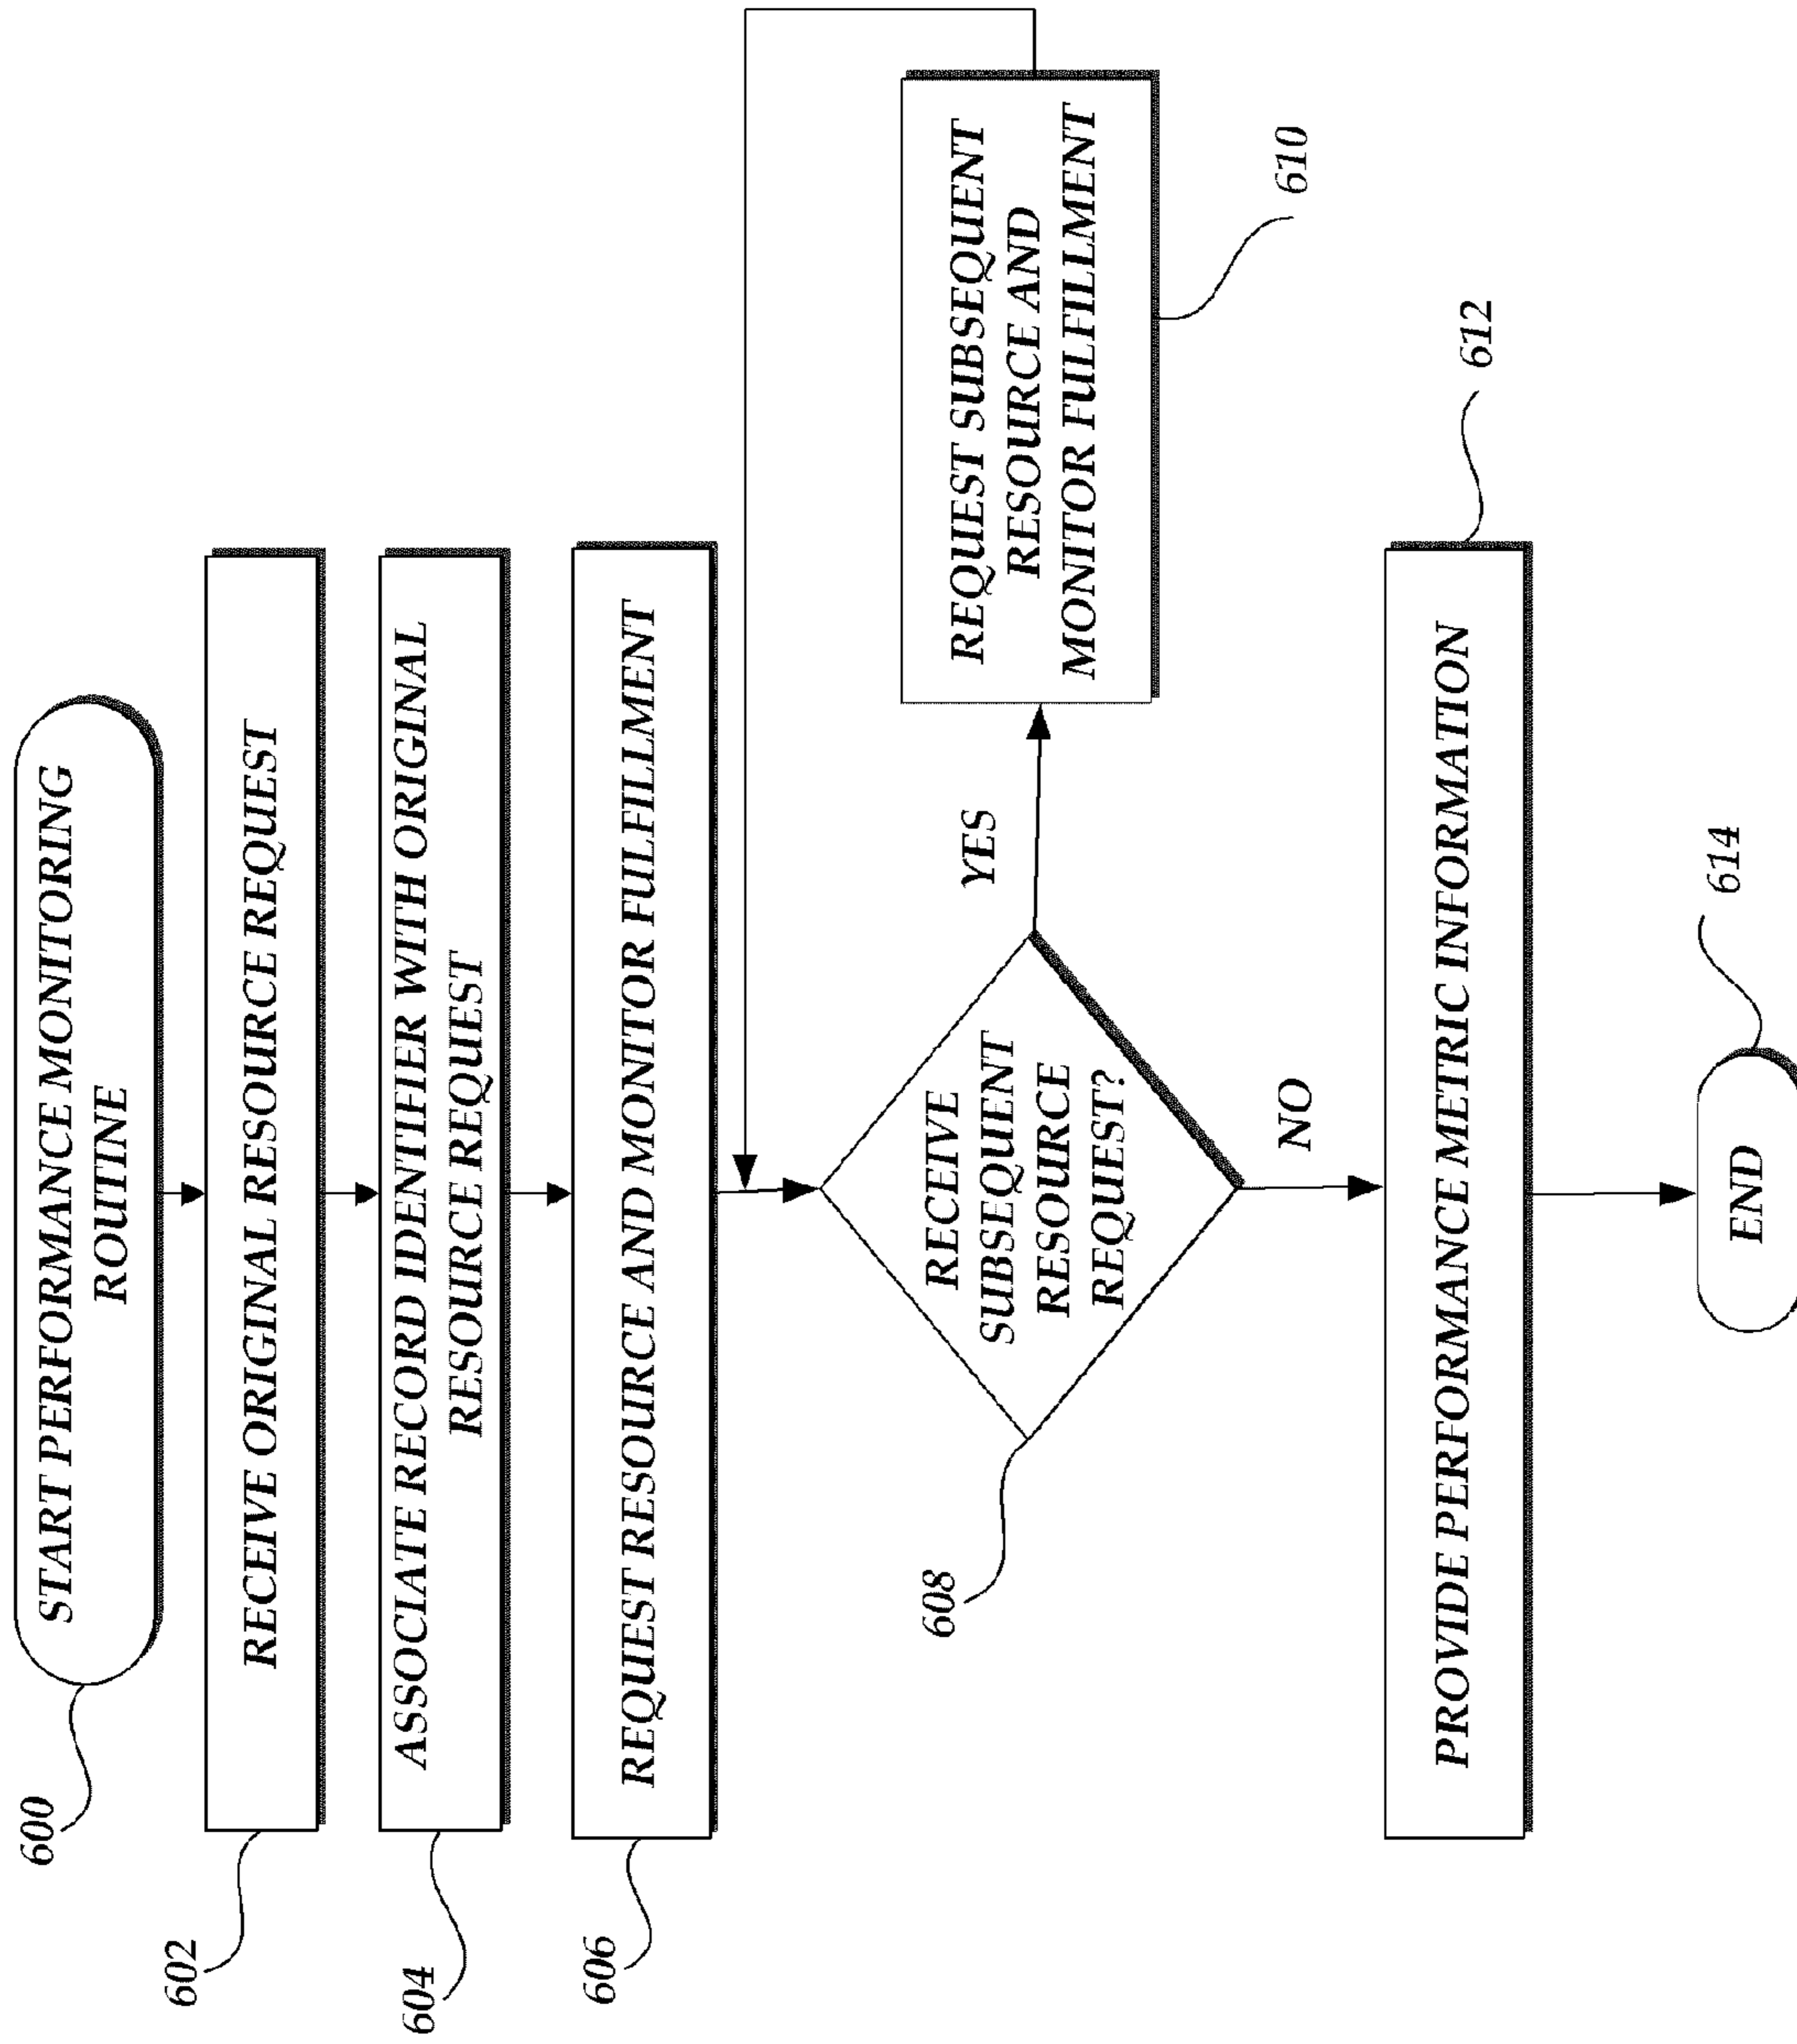 600
START PERFORMANCE MONITORING
ROUTINE
602
RECEIVE ORIGINAL RESOURCE REQUEST
604
ASSOCIATE RECORD IDENTIFIER WITH ORIGINAL
RESOURCE REQUEST
606
REQUEST RESOURCE AND MONITOR FULFILLMENT
608
RECEIVE
SUBSEQUENT
RESOURCE
REQUEST?
YES
REQUEST SUBSEQUENT
RESOURCE AND
MONITOR FULFILLMENT
610
NO
PROVIDE PERFORMANCE METRIC INFORMATION
612
END
614